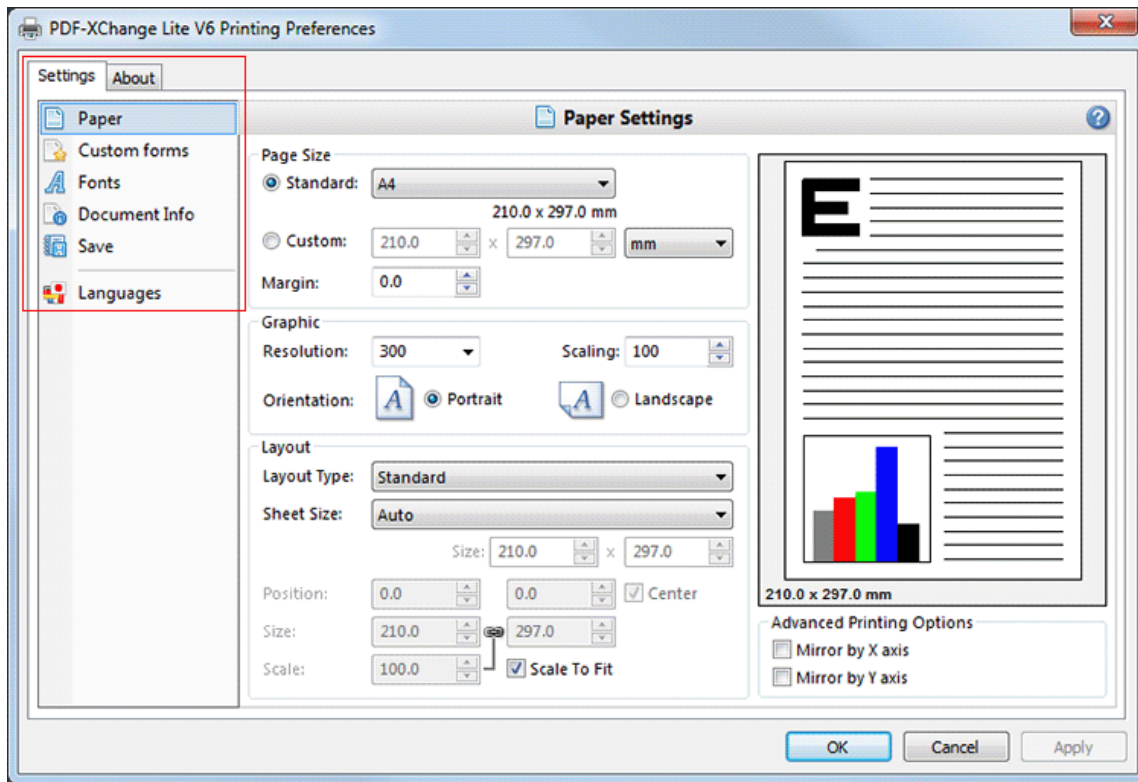 PDF-XChange Lite V6 Printing Preferences
Settings About
Paper
Custom forms
Fonts
Document Info
Save
Languages
Paper Settings
Page Size
Standard: A4
210.0 x 297.0 mm
Custom: 210.0 x 297.0 mm
Margin: 0.0
Graphic
Resolution: 300 Scaling: 100
Orientation: A Portrait A Landscape
Layout
Layout Type: Standard
Sheet Size: Auto
Size: 210.0 x 297.0
Position: 0.0 0.0 Center
Size: 210.0 297.0
Scale: 100.0 Scale To Fit
E
210.0 x 297.0 mm
Advanced Printing Options
Mirror by X axis
Mirror by Y axis
OK Cancel Apply